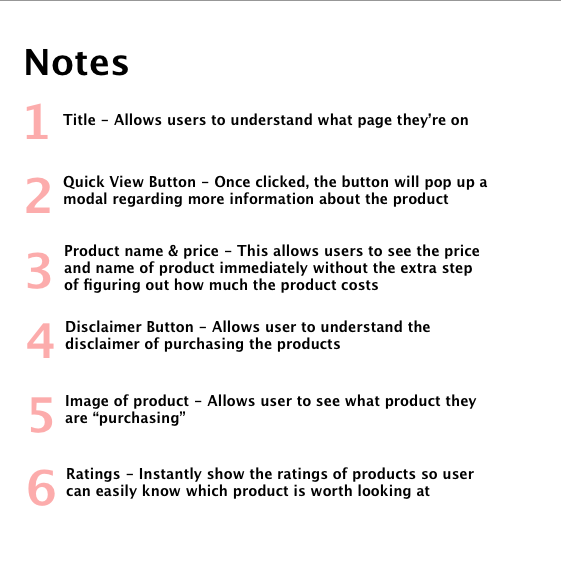 Notes
1 Title - Allows users to understand what page they’re on
2 Quick View Button - Once clicked, the button will pop up a
modal regarding more information about the product
3 Product name & price - This allows users to see the price
and name of product immediately without the extra step
of figuring out how much the product costs
4 Disclaimer Button - Allows user to understand the
disclaimer of purchasing the products
5 Image of product - Allows user to see what product they
are “purchasing”
6 Ratings - Instantly show the ratings of products so user
can easily know which product is worth looking at